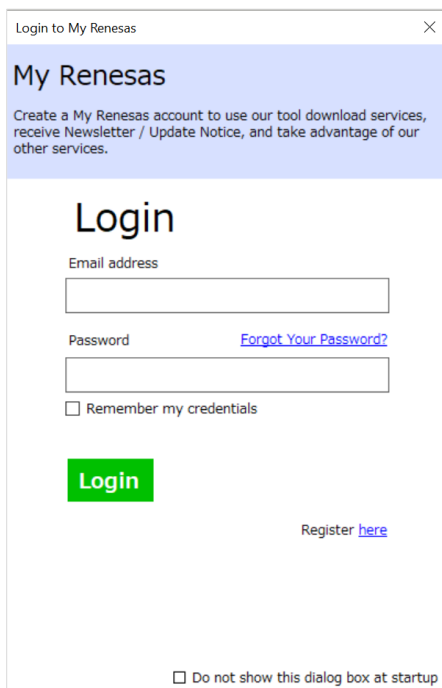 Login to My Renesas
My Renesas
Create a My Renesas account to use our tool download services,
receive Newsletter / Update Notice, and take advantage of our
other services.
Login
Email address
Password
Forgot Your Password?
Remember my credentials
Login
Register here
Do not show this dialog box at startup